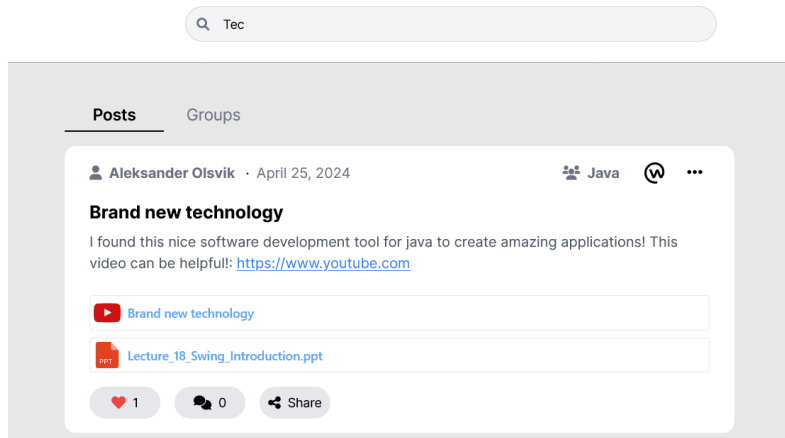 Tec
Posts Groups
Aleksander Olsvik · April 25, 2024 Java
Brand new technology
I found this nice software development tool for java to create amazing applications! This
video can be helpful!: https://www.youtube.com
Brand new technology
PPT Lecture_18_Swing_Introduction.ppt
1 0 Share